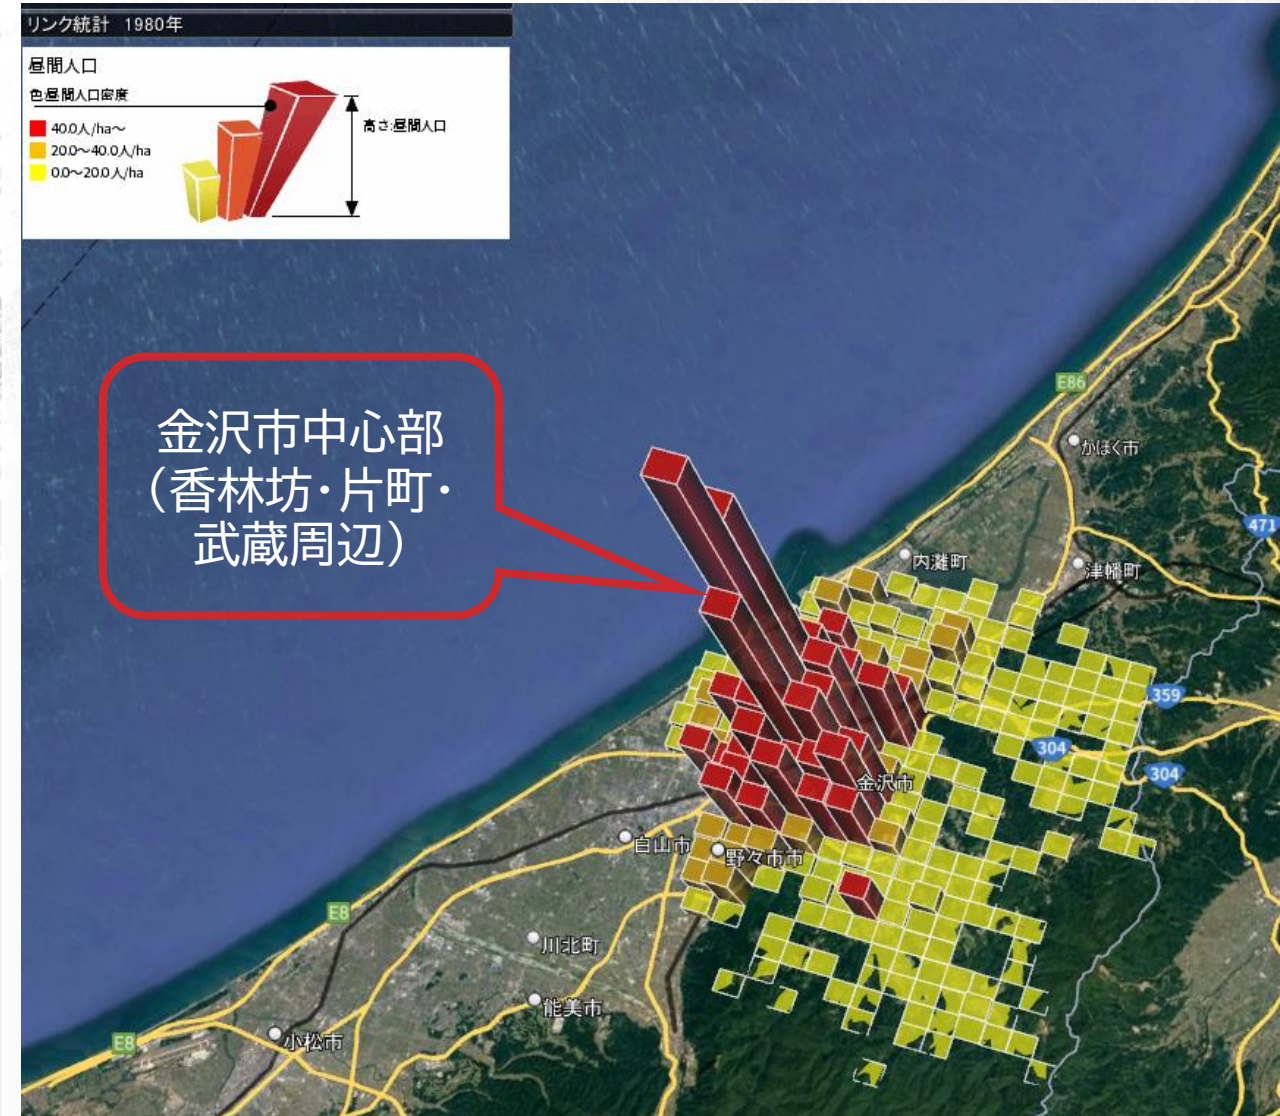 リンク統計 1980年
昼間人口
色:昼間人口密度
40.0人/ha～
20.0～40.0人/ha
0.0～20.0人/ha
高さ:昼間人口
金沢市中心部
（香林坊・片町・
武蔵周辺）
E86
かほく市
471
内灘町
津幡町
359
304
304
金沢市
白山市
野々市市
E8
川北町
能美市
E8
小松市